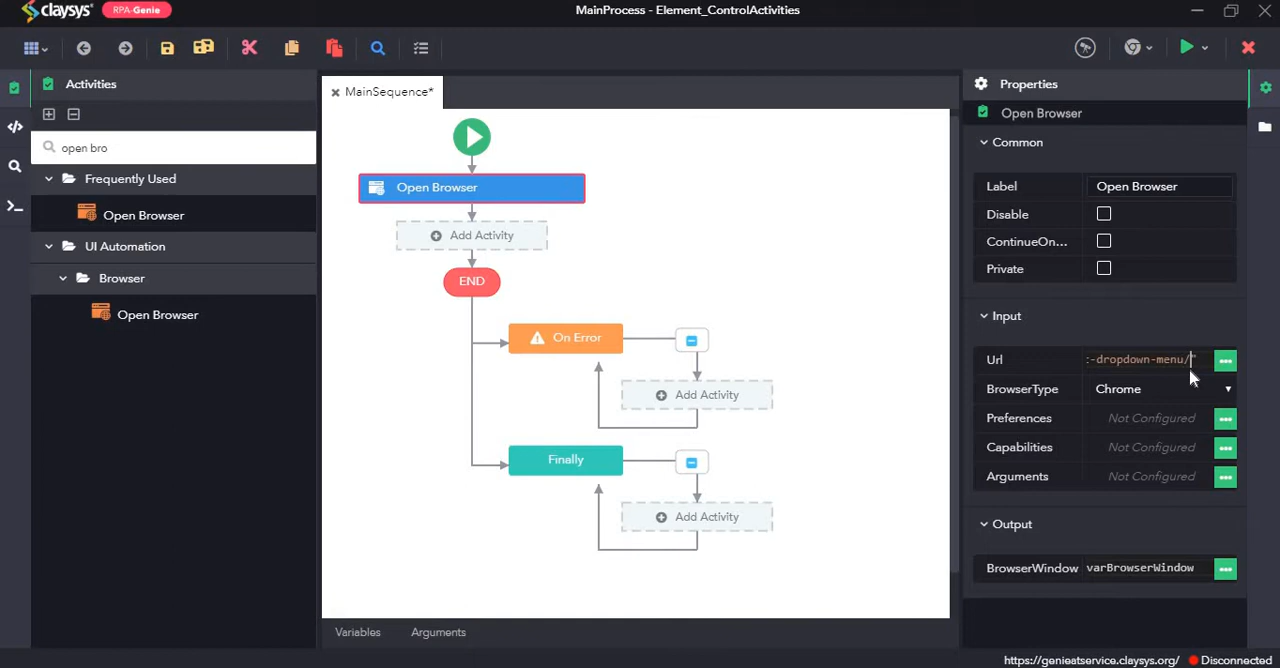 claysys RPA-Genie
MainProcess - Element_ControlActivities
Activities
open bro
Frequently Used
Open Browser
UI Automation
Browser
Open Browser
MainSequence*
Open Browser
Add Activity
END
On Error
Add Activity
Finally
Add Activity
Variables
Arguments
Properties
Open Browser
Common
Label Open Browser
Disable
ContinueOn...
Private
Input
Url :-dropdown-menu/"
BrowserType Chrome
Preferences Not Configured
Capabilities Not Configured
Arguments Not Configured
Output
BrowserWindow varBrowserWindow
https://genieatservice.claysys.org/ Disconnected